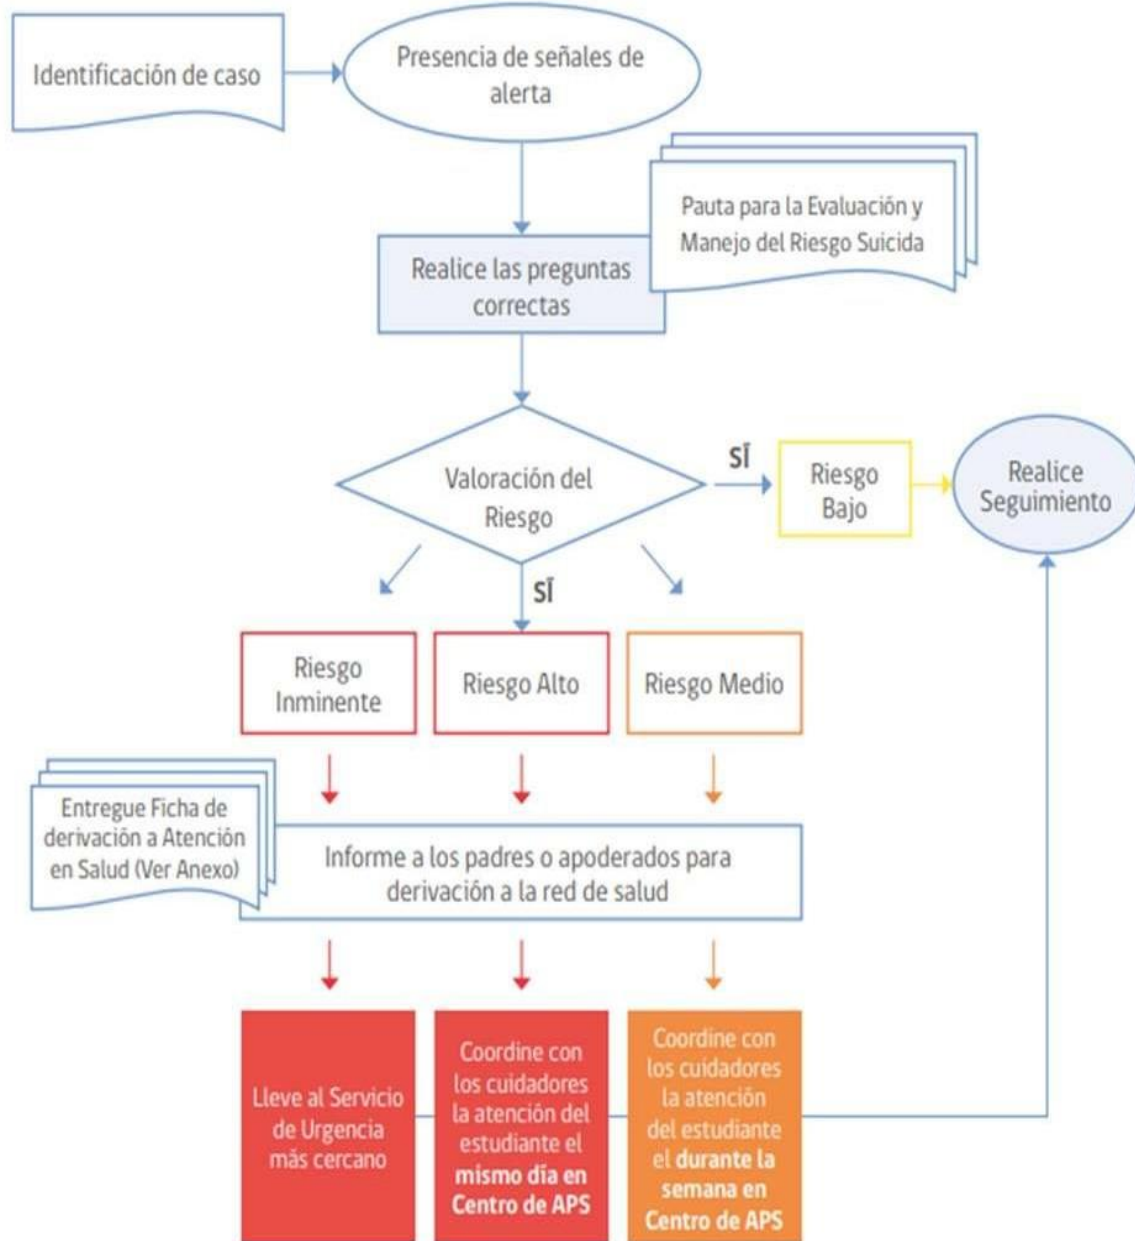 Identificación de caso
Presencia de señales de
alerta
Pauta para la Evaluación y
Manejo del Riesgo Suicida
Realice las preguntas
correctas
Valoración del
Riesgo
SÍ
Riesgo
Bajo
Realice
Seguimiento
SÍ
Riesgo
Inminente
Riesgo Alto
Riesgo Medio
Entregue Ficha de
derivación a Atención
en Salud (Ver Anexo)
Informe a los padres o apoderados para
derivación a la red de salud
Lleve al Servicio
de Urgencia
más cercano
Coordine con
los cuidadores
la atención del
estudiante el
mismo día en
Centro de APS
Coordine con
los cuidadores
la atención
del estudiante
el durante la
semana en
Centro de APS